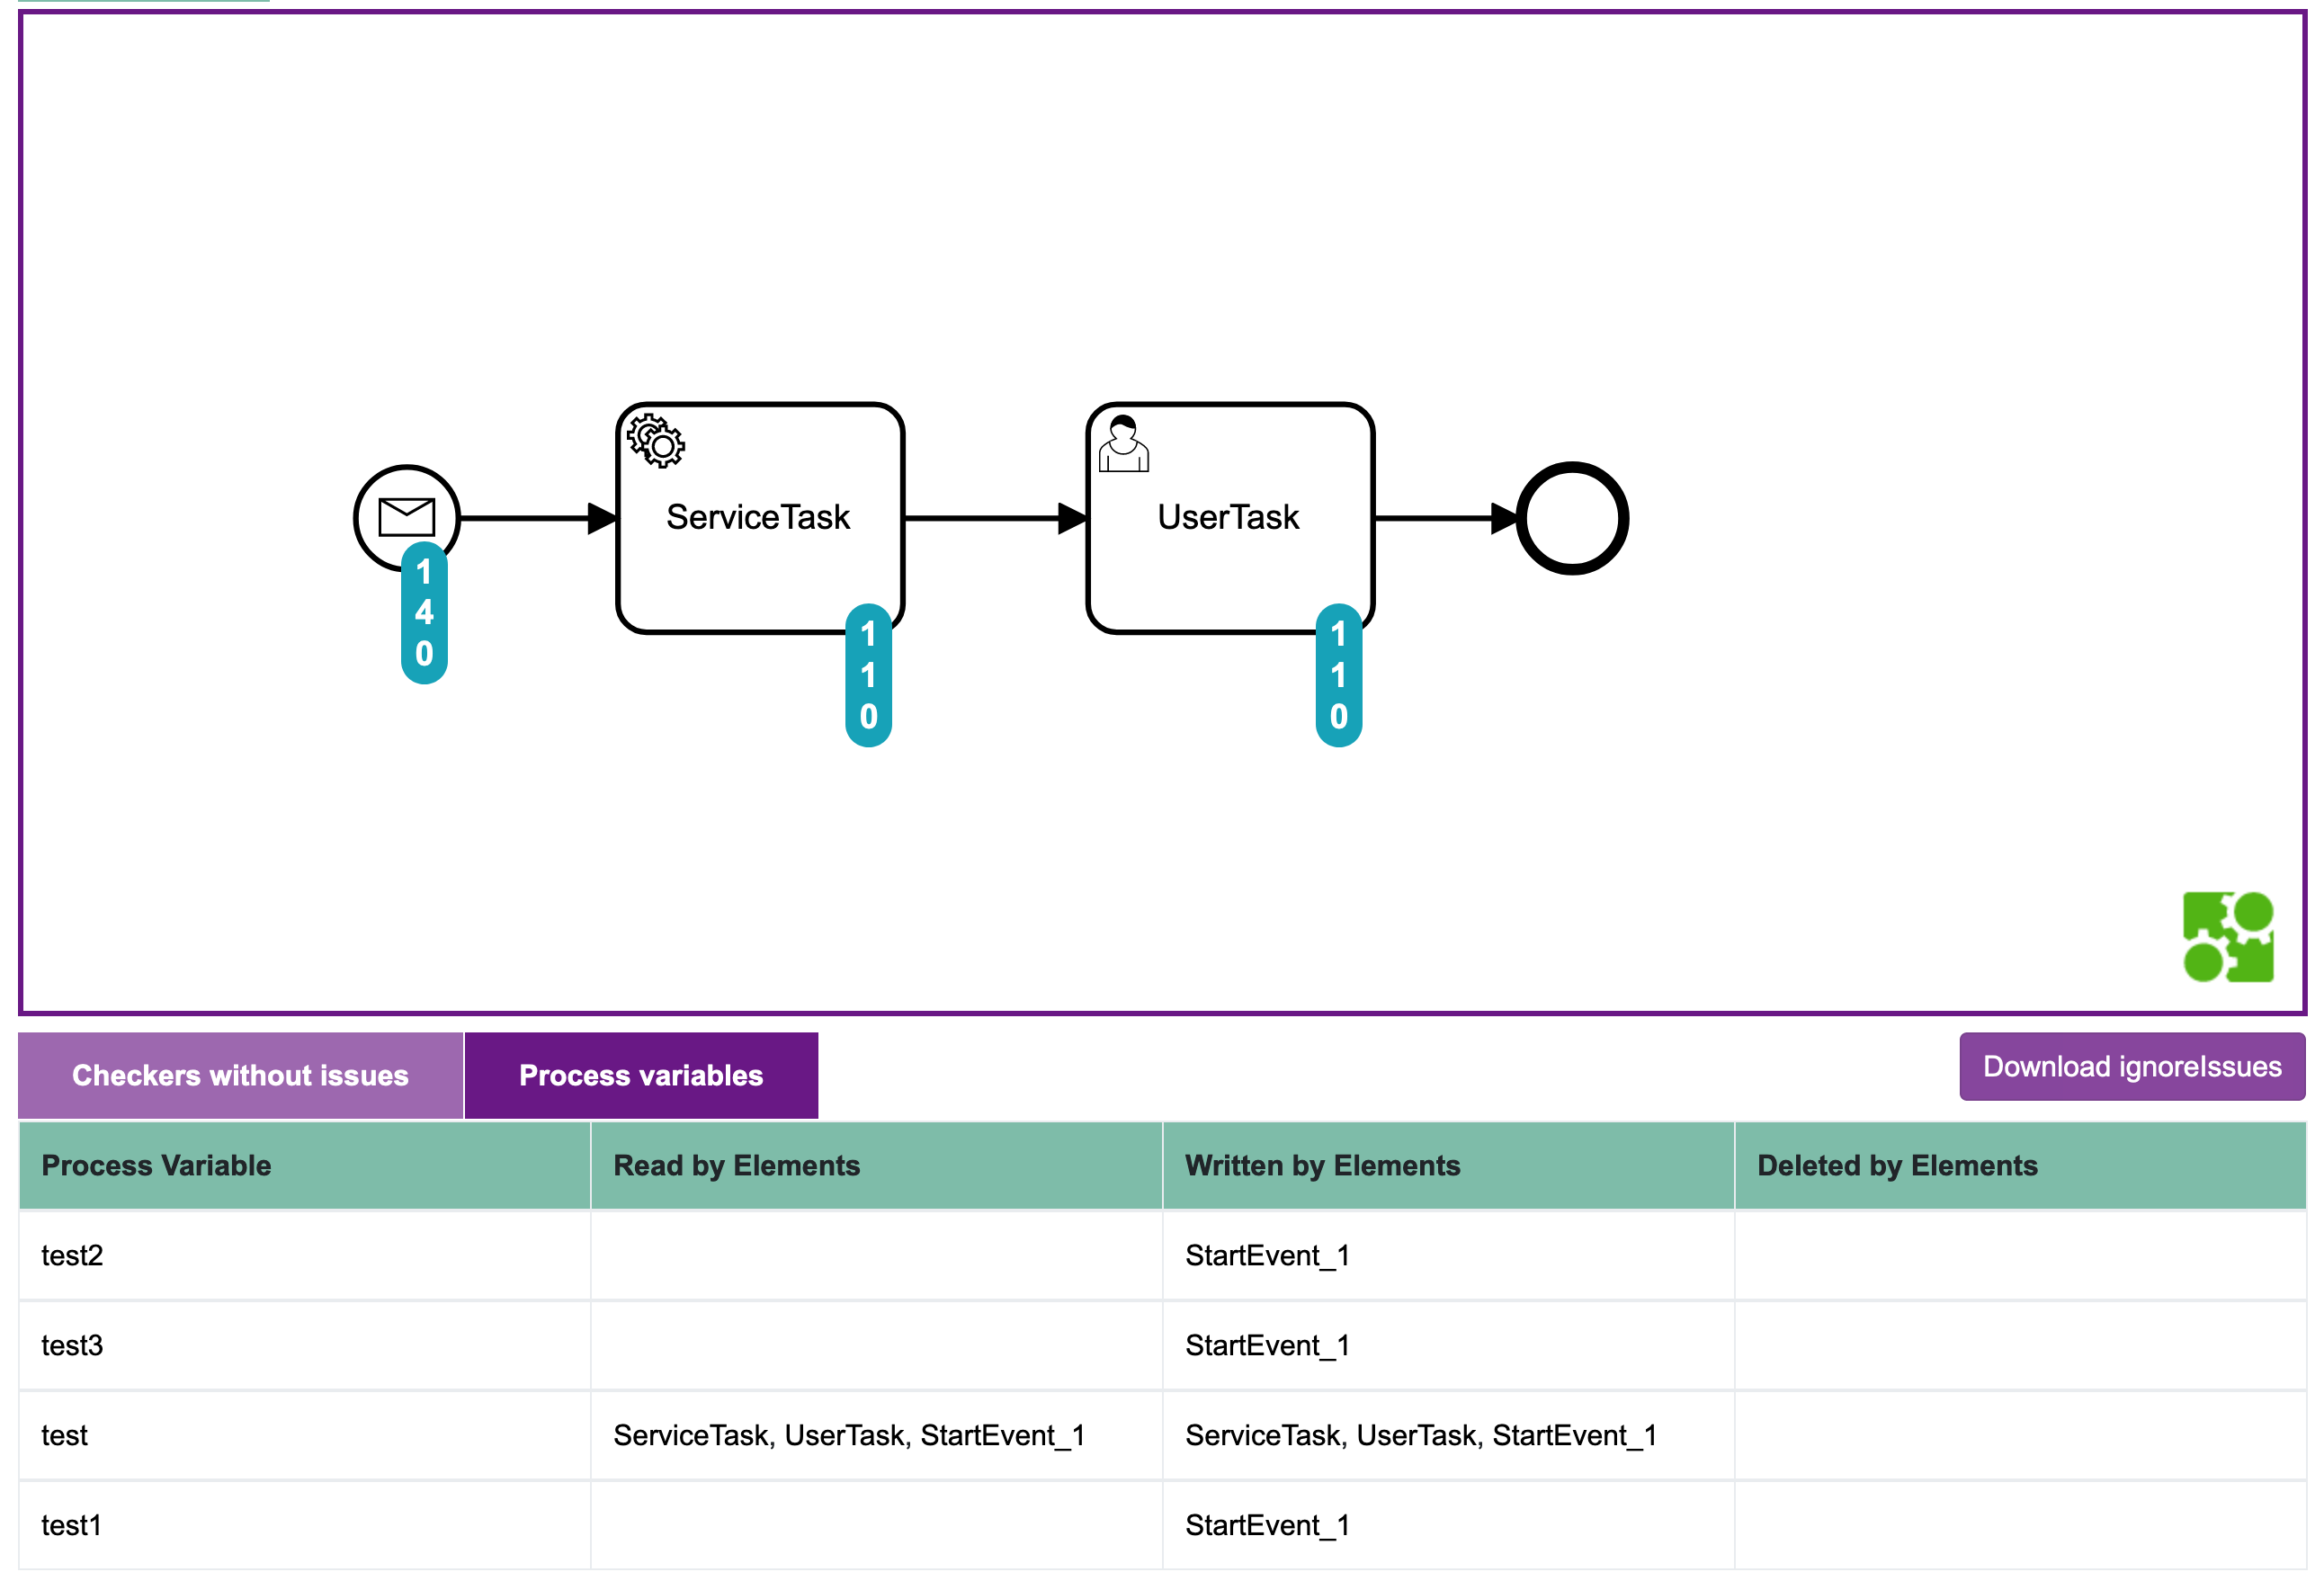 ServiceTask
UserTask
1
4
0
1
1
0
1
1
0
Checkers without issues
Process variables
Download ignoreIssues
Process Variable Read by Elements Written by Elements Deleted by Elements
test2 StartEvent_1
test3 StartEvent_1
test ServiceTask, UserTask, StartEvent_1 ServiceTask, UserTask, StartEvent_1
test1 StartEvent_1